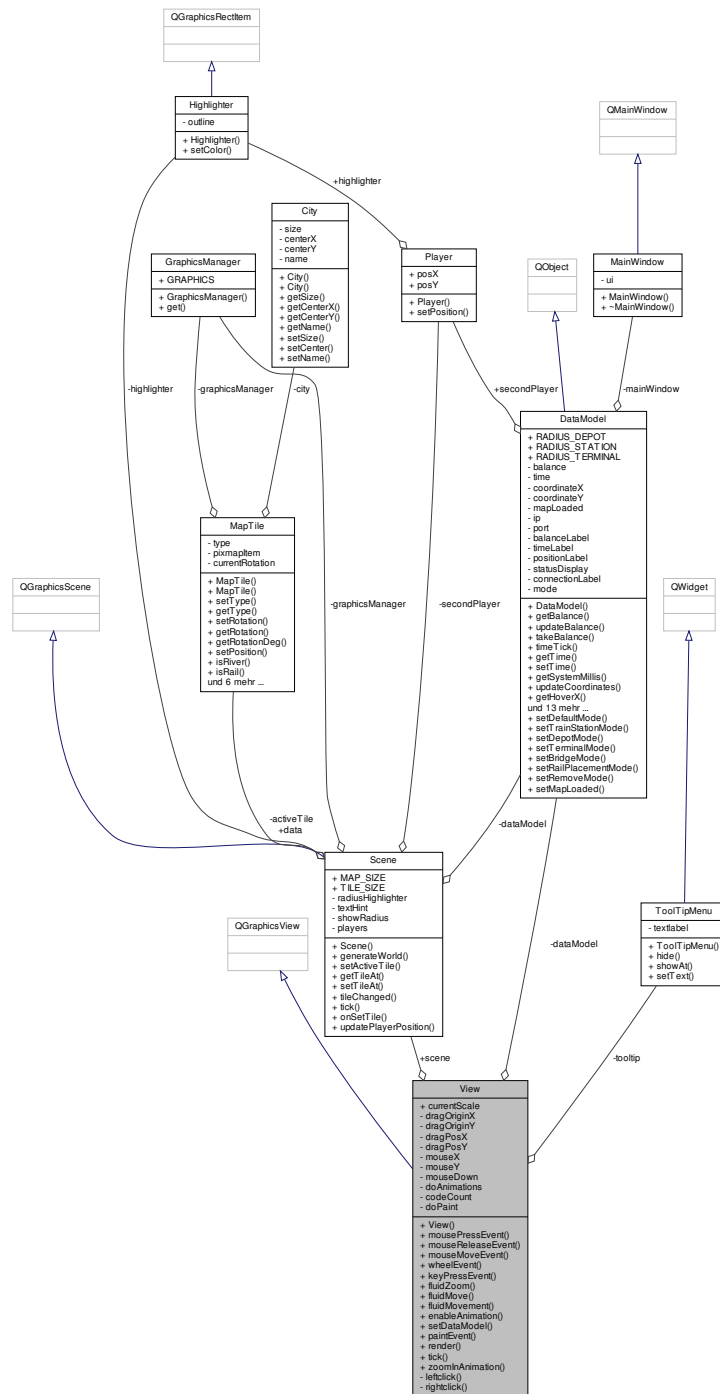 QGraphicsRectItem
Highlighter
- outline
+ Highlighter()
+ setColor()
QMainWindow
+highlighter
City
- size
- centerX
- centerY
- name
+ City()
+ City()
+ getSize()
+ getCenterX()
+ getCenterY()
+ getName()
+ setSize()
+ setCenter()
+ setName()
GraphicsManager
+ GRAPHICS
+ GraphicsManager()
+ get()
Player
+ posX
+ posY
+ Player()
+ setPosition()
QObject
MainWindow
- ui
+ MainWindow()
+ ~MainWindow()
-highlighter
-graphicsManager
-city
+secondPlayer
-mainWindow
DataModel
+ RADIUS_DEPOT
+ RADIUS_STATION
+ RADIUS_TERMINAL
- balance
- time
- coordinateX
- coordinateY
- mapLoaded
- ip
- port
- balanceLabel
- timeLabel
- positionLabel
- statusDisplay
- connectionLabel
- mode
+ DataModel()
+ getBalance()
+ updateBalance()
+ takeBalance()
+ timeTick()
+ getTime()
+ setTime()
+ getSystemMillis()
+ updateCoordinates()
+ getHoverX()
und 13 mehr ...
+ setDefaultMode()
+ setTrainStationMode()
+ setDepotMode()
+ setTerminalMode()
+ setBridgeMode()
+ setRailPlacementMode()
+ setRemoveMode()
+ setMapLoaded()
MapTile
- type
- pixmapItem
- currentRotation
+ MapTile()
+ MapTile()
+ setType()
+ getType()
+ setRotation()
+ getRotation()
+ getRotationDeg()
+ setPosition()
+ isRiver()
+ isRail()
und 6 mehr ...
QGraphicsScene
-graphicsManager
-secondPlayer
QWidget
-activeTile
+data
-dataModel
Scene
+ MAP_SIZE
+ TILE_SIZE
- radiusHighlighter
- textHint
- showRadius
- players
+ Scene()
+ generateWorld()
+ setActiveTile()
+ getTileAt()
+ setTileAt()
+ tileChanged()
+ tick()
+ onSetTile()
+ updatePlayerPosition()
QGraphicsView
-dataModel
ToolTipMenu
- textlabel
+ ToolTipMenu()
+ hide()
+ showAt()
+ setText()
+scene
-tooltip
View
+ currentScale
- dragOriginX
- dragOriginY
- dragPosX
- dragPosY
- mouseX
- mouseY
- mouseDown
- doAnimations
- codeCount
- doPaint
+ View()
+ mousePressEvent()
+ mouseReleaseEvent()
+ mouseMoveEvent()
+ wheelEvent()
+ keyPressEvent()
+ fluidZoom()
+ fluidMove()
+ fluidMovement()
+ enableAnimation()
+ setDataModel()
+ paintEvent()
+ render()
+ tick()
+ zoomInAnimation()
- leftclick()
- rightclick()